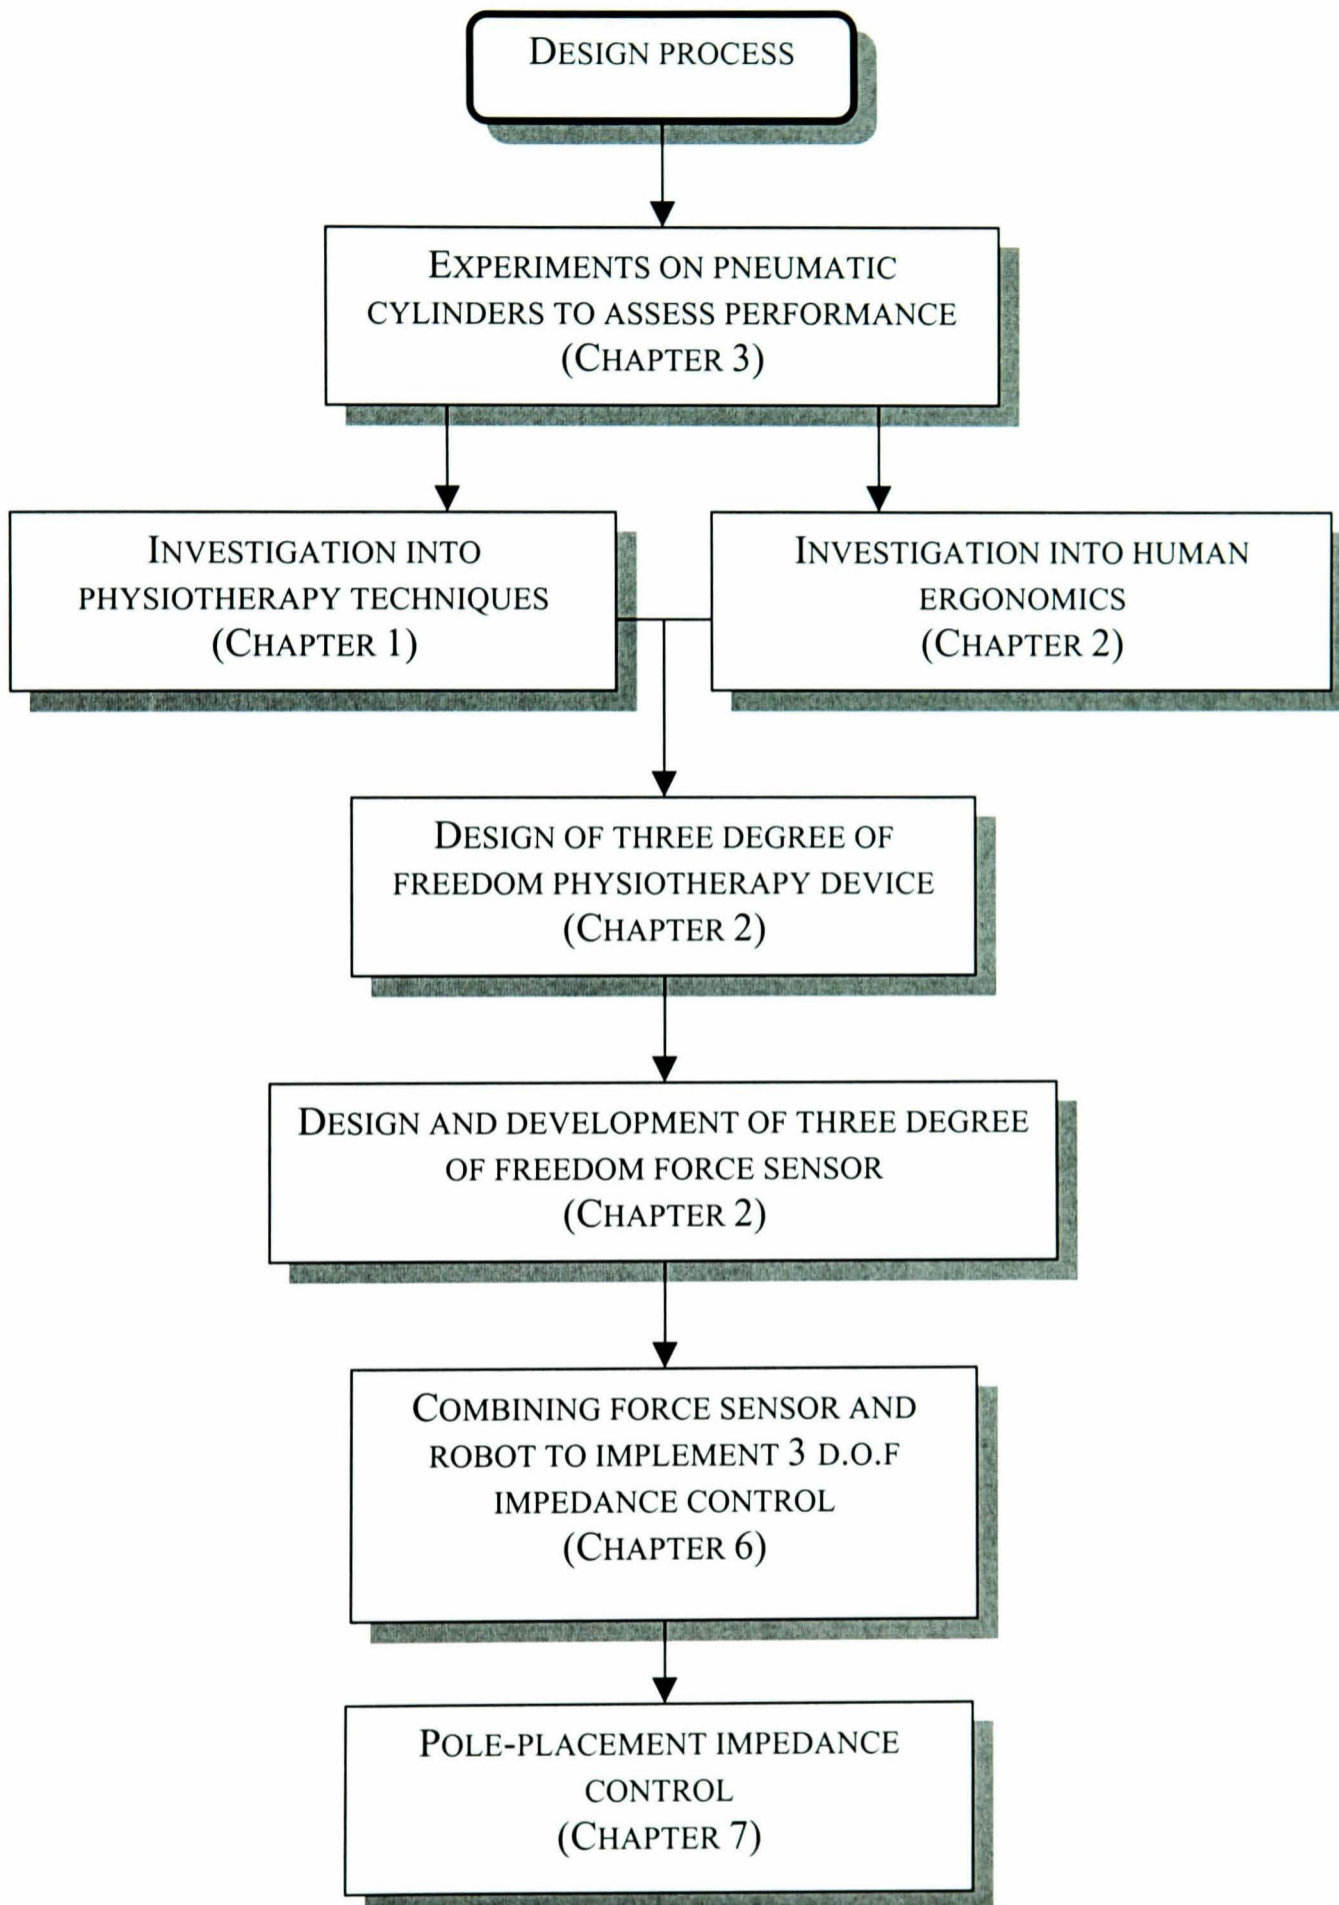 DESIGN PROCESS
EXPERIMENTS ON PNEUMATIC
CYLINDERS TO ASSESS PERFORMANCE
(CHAPTER 3)
INVESTIGATION INTO
PHYSIOTHERAPY TECHNIQUES
(CHAPTER 1)
INVESTIGATION INTO HUMAN
ERGONOMICS
(CHAPTER 2)
DESIGN OF THREE DEGREE OF
FREEDOM PHYSIOTHERAPY DEVICE
(CHAPTER 2)
DESIGN AND DEVELOPMENT OF THREE DEGREE
OF FREEDOM FORCE SENSOR
(CHAPTER 2)
COMBINING FORCE SENSOR AND
ROBOT TO IMPLEMENT 3 D.O.F
IMPEDANCE CONTROL
(CHAPTER 6)
POLE-PLACEMENT IMPEDANCE
CONTROL
(CHAPTER 7)